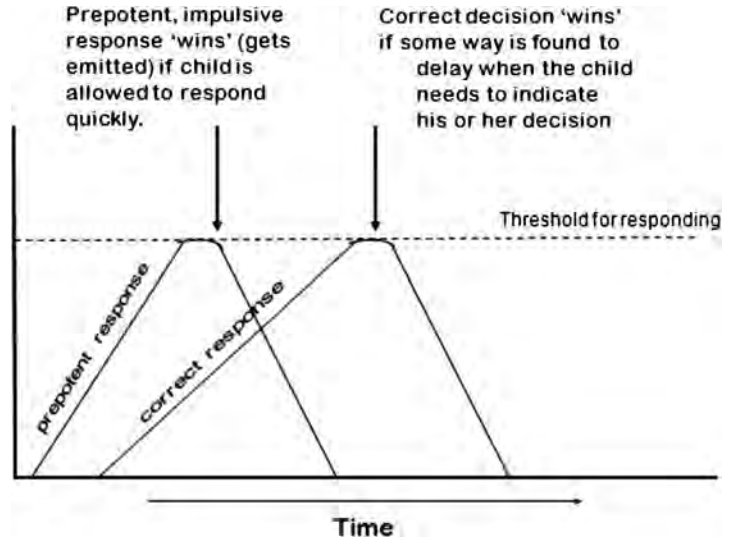 Prepotent, impulsive
response 'wins' (gets
emitted) if child is
allowed to respond
quickly.
Correct decision 'wins'
if some way is found to
delay when the child
needs to indicate
his or her decision
Threshold for responding
prepotent response
correct response
Time